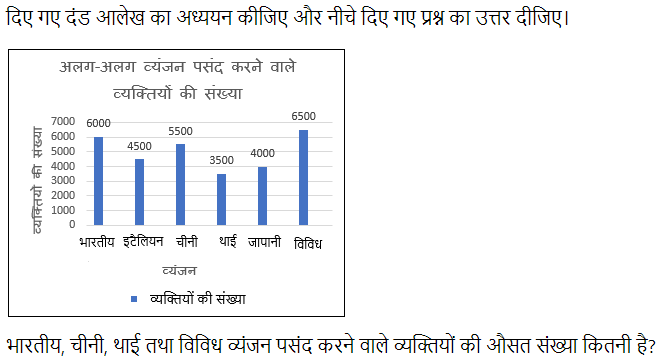 दिए गए दंड आलेख का अध्ययन कीजिए और नीचे दिए गए प्रश्न का उत्तर दीजिए।
अलग-अलग व्यंजन पसंद करने वाले
व्यक्तियों की संख्या
व्यक्तियों की संख्या
7000
6000
5000
4000
3000
2000
1000
0
6000
4500
5500
3500
4000
6500
भारतीय इटैलियन चीनी थाई जापानी विविध
व्यंजन
व्यक्तियों की संख्या
भारतीय, चीनी, थाई तथा विविध व्यंजन पसंद करने वाले व्यक्तियों की औसत संख्या कितनी है?